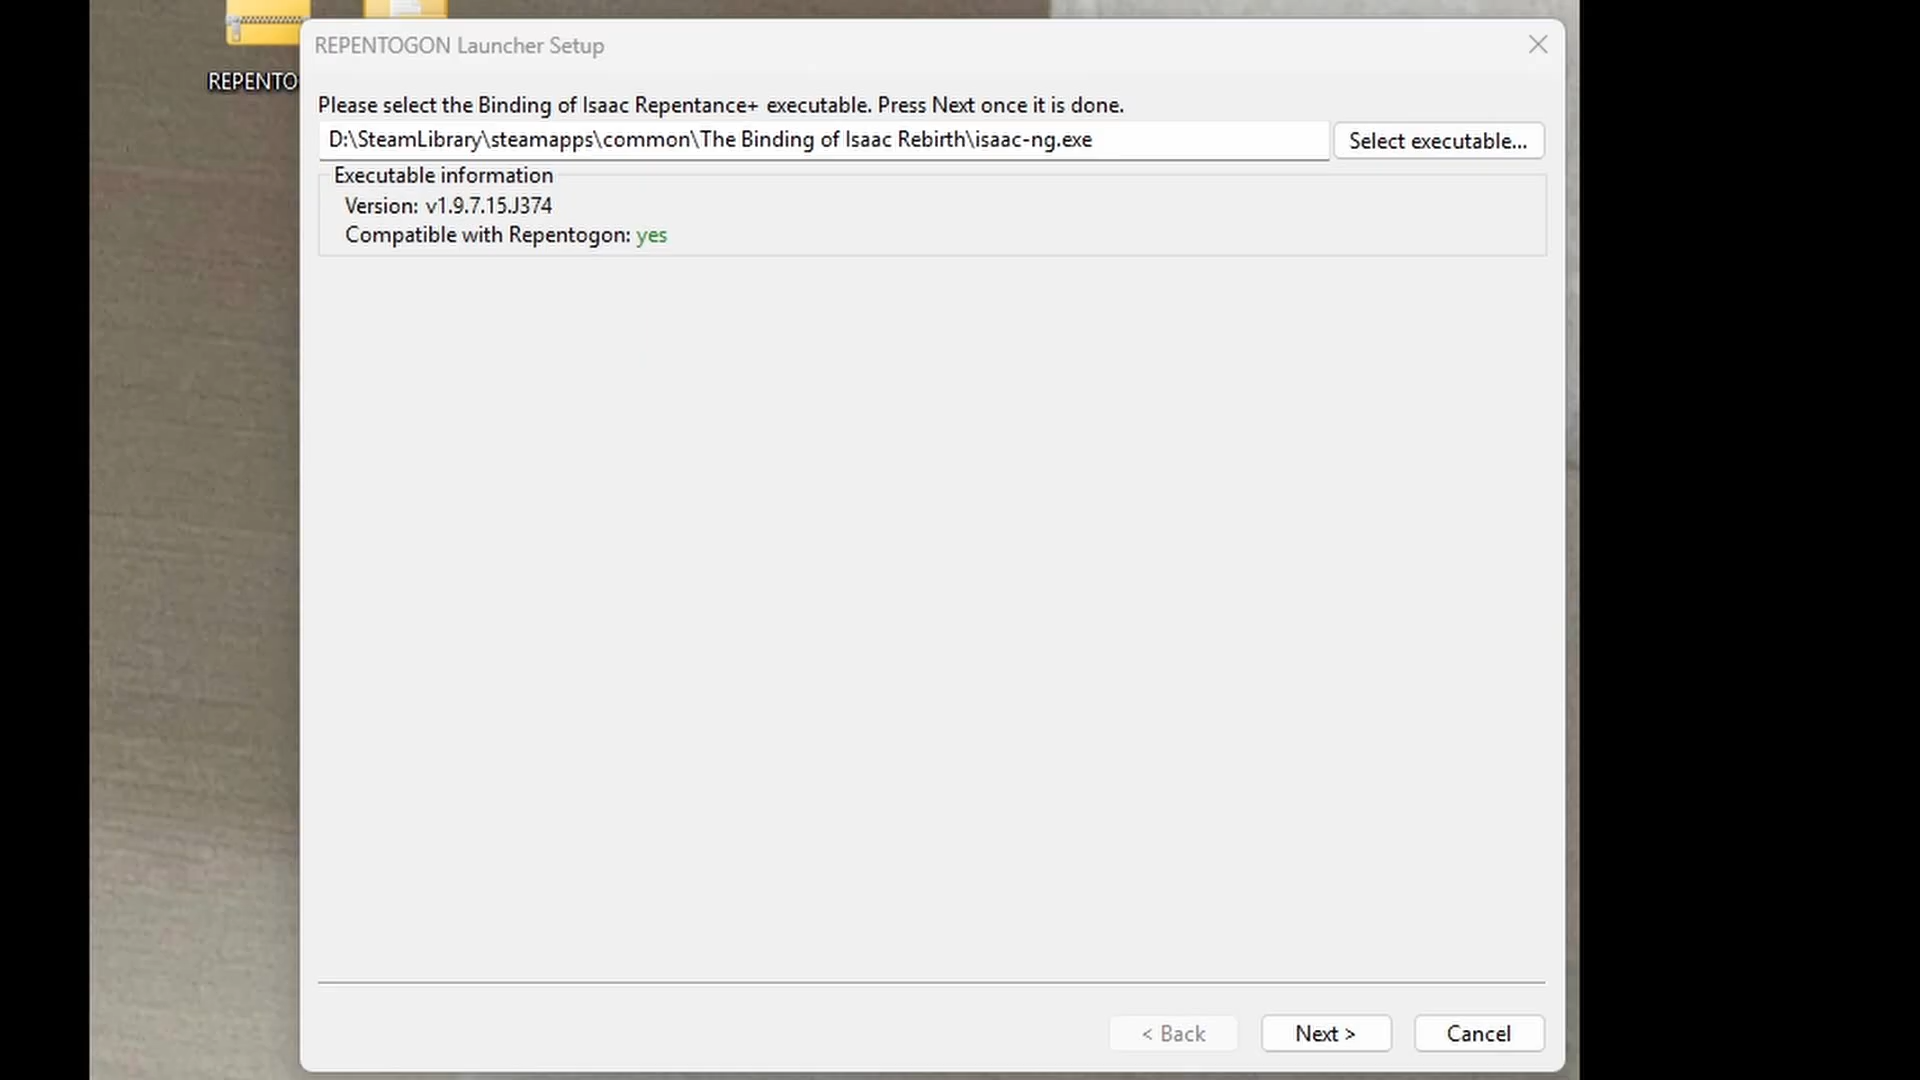 REPENTOGON Launcher Setup
REPENTO
Please select the Binding of Isaac Repentance+ executable. Press Next once it is done.
D:\SteamLibrary\steamapps\common\The Binding of Isaac Rebirth\isaac-ng.exe
Select executable...
Executable information
Version: v1.9.7.15.J374
Compatible with Repentogon: yes
< Back
Next >
Cancel